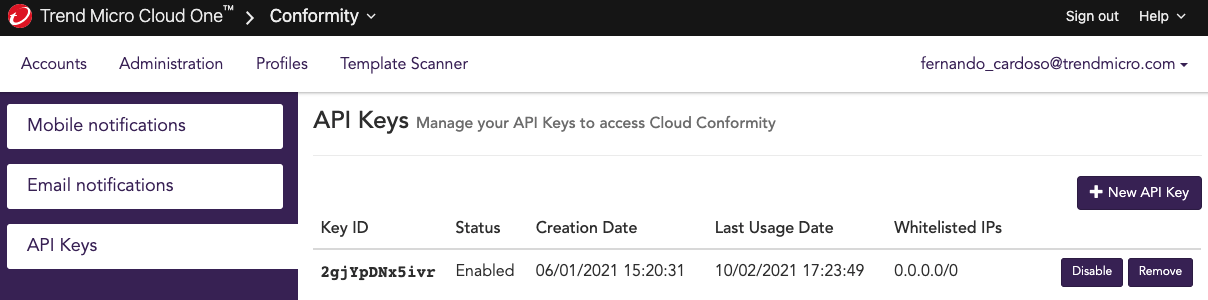 Trend Micro Cloud One™ > Conformity
Sign out Help
Accounts Administration Profiles Template Scanner fernando_cardoso@trendmicro.com
Mobile notifications
Email notifications
API Keys
API Keys Manage your API Keys to access Cloud Conformity
+ New API Key
Key ID Status Creation Date Last Usage Date Whitelisted IPs
2gjYpDNx5ivr Enabled 06/01/2021 15:20:31 10/02/2021 17:23:49 0.0.0.0/0 Disable Remove